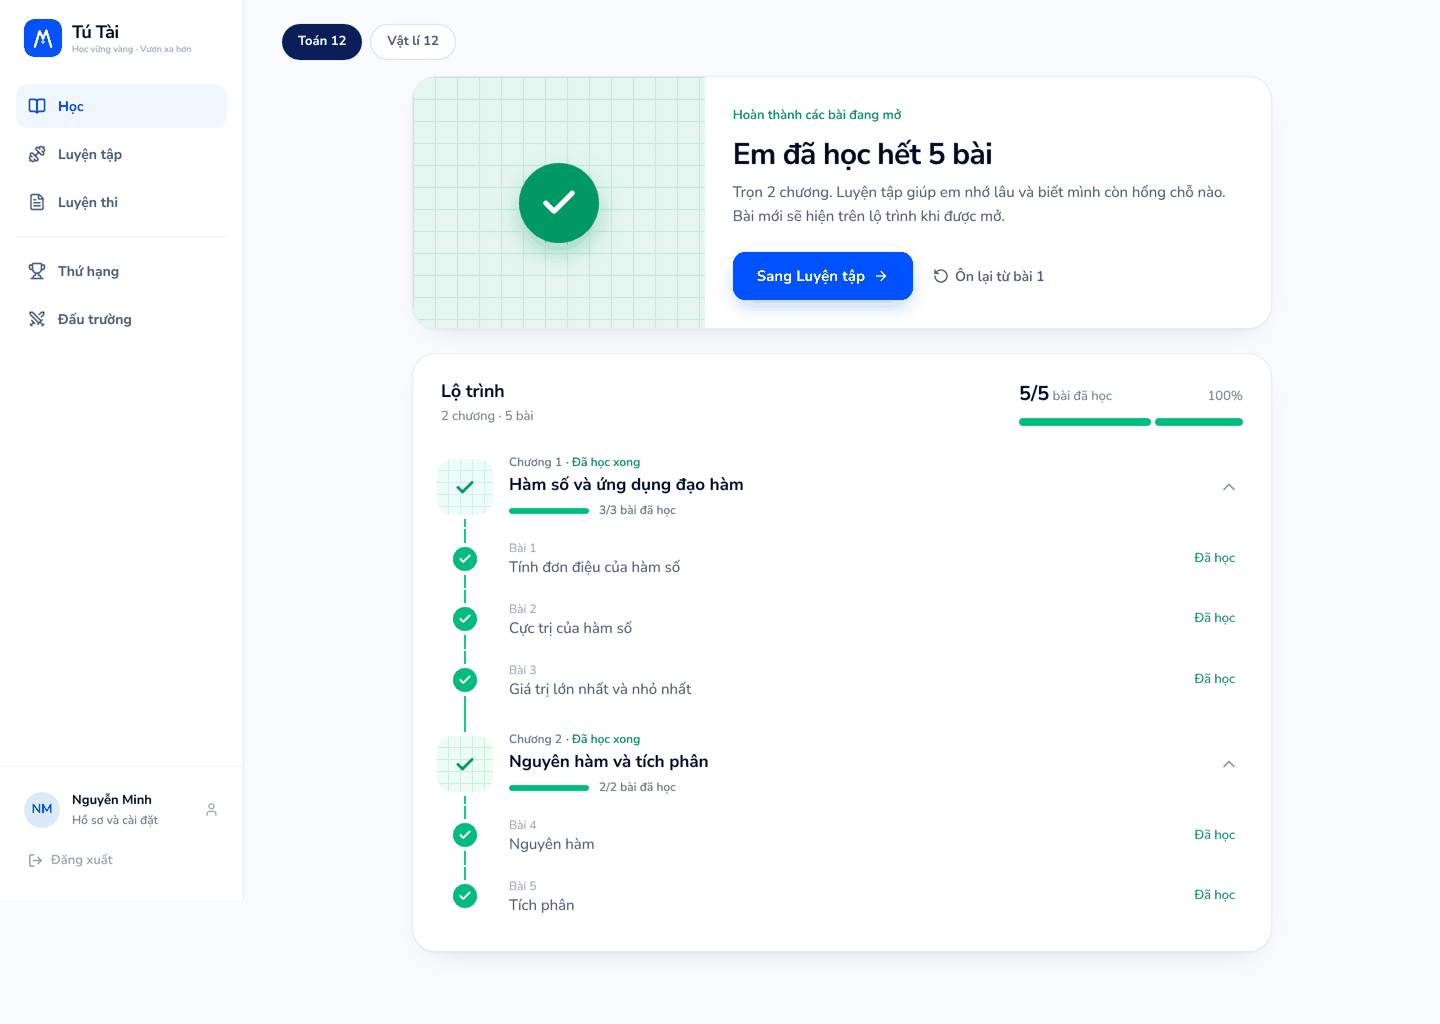 Tú Tài
Học vững vàng · Vươn xa hơn
Học
Luyện tập
Luyện thi
Thứ hạng
Đấu trường
NM
Nguyễn Minh
Hồ sơ và cài đặt
Đăng xuất
Toán 12
Vật lí 12
Hoàn thành các bài đang mở
Em đã học hết 5 bài
Trọn 2 chương. Luyện tập giúp em nhớ lâu và biết mình còn hổng chỗ nào.
Bài mới sẽ hiện trên lộ trình khi được mở.
Sang Luyện tập
Ôn lại từ bài 1
Lộ trình
2 chương · 5 bài
5/5 bài đã học
100%
Chương 1 · Đã học xong
Hàm số và ứng dụng đạo hàm
3/3 bài đã học
Bài 1
Tính đơn điệu của hàm số
Đã học
Bài 2
Cực trị của hàm số
Đã học
Bài 3
Giá trị lớn nhất và nhỏ nhất
Đã học
Chương 2 · Đã học xong
Nguyên hàm và tích phân
2/2 bài đã học
Bài 4
Nguyên hàm
Đã học
Bài 5
Tích phân
Đã học